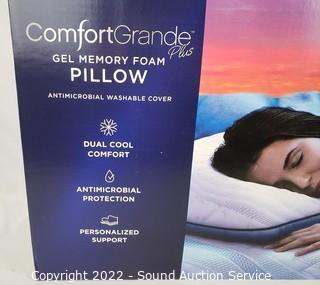 ComfortGrande™
Plus
GEL MEMORY FOAM
PILLOW
ANTIMICROBIAL WASHABLE COVER
DUAL COOL
COMFORT
ANTIMICROBIAL
PROTECTION
PERSONALIZED
SUPPORT
Copyright 2022 - Sound Auction Service